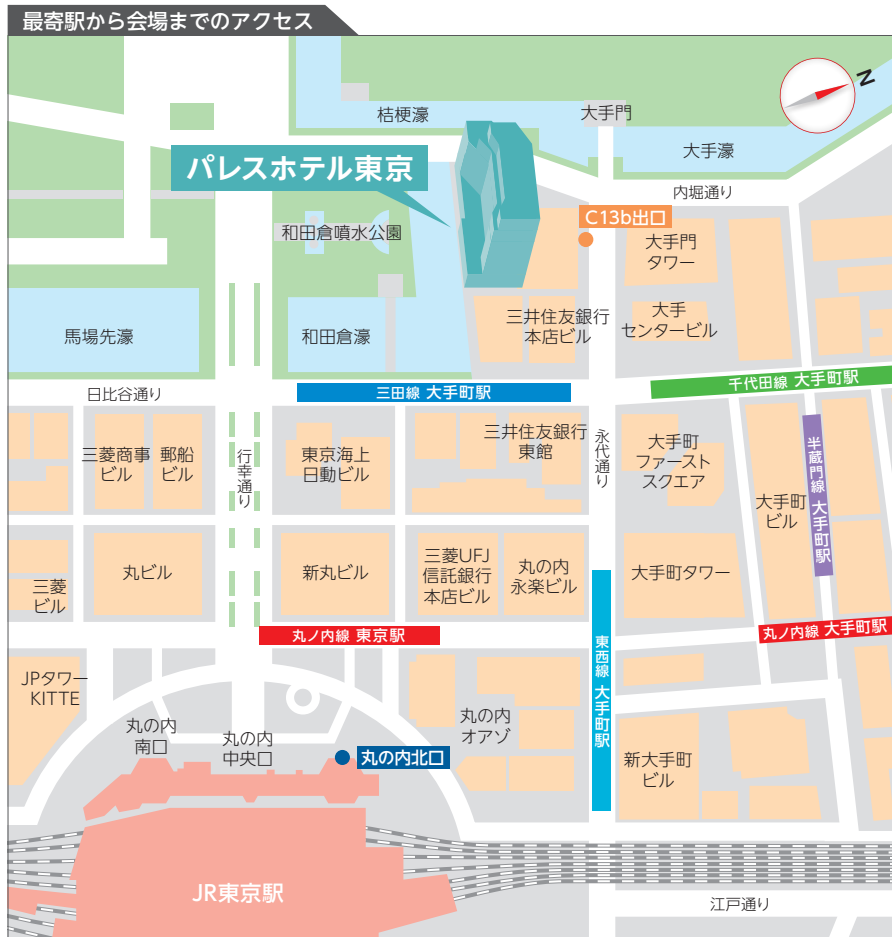 最寄駅から会場までのアクセス
N
桔梗濠
大手門
大手濠
パレスホテル東京
内堀通り
C13b出口
和田倉噴水公園
大手門
タワー
三井住友銀行
本店ビル
大手
センタービル
馬場先濠
和田倉濠
日比谷通り
三田線 大手町駅
千代田線 大手町駅
三菱商事
ビル
郵船
ビル
行幸通り
東京海上
日動ビル
三井住友銀行
東館
永代通り
大手町
ファースト
スクエア
大手町
ビル
半蔵門線 大手町駅
三菱
ビル
丸ビル
新丸ビル
三菱UFJ
信託銀行
本店ビル
丸の内
永楽ビル
大手町タワー
丸ノ内線 東京駅
丸ノ内線 大手町駅
東西線 大手町駅
JPタワー
KITTE
丸の内
南口
丸の内
中央口
丸の内北口
丸の内
オアゾ
新大手町
ビル
JR東京駅
江戸通り